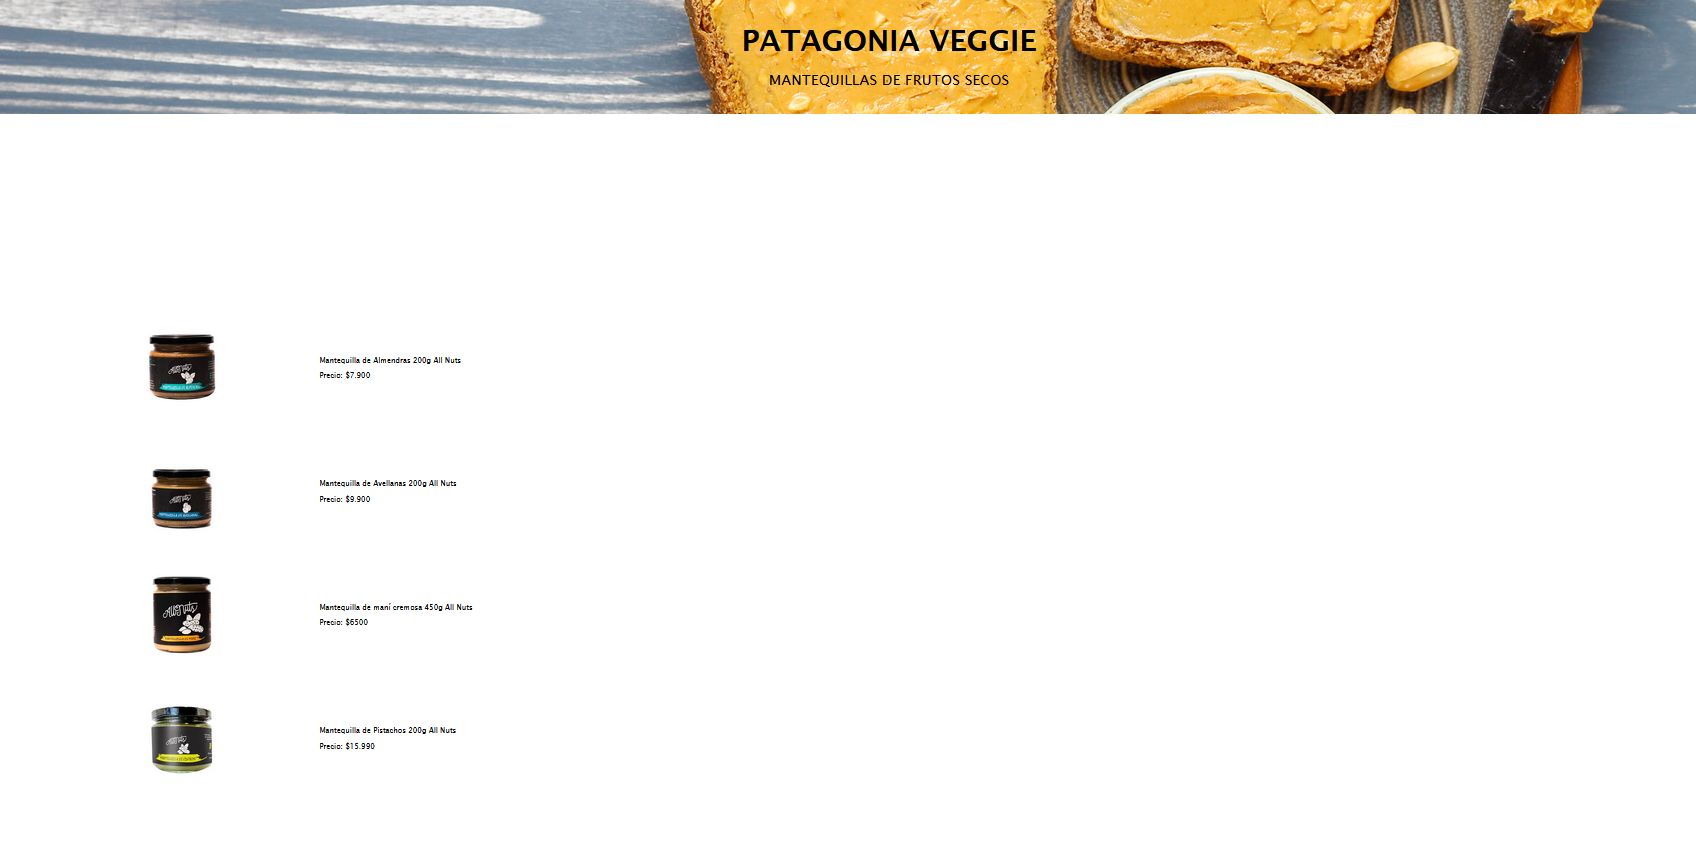 PATAGONIA VEGGIE
MANTEQUILLAS DE FRUTOS SECOS
Mantequilla de Almendras 200g All Nuts
Precio: $7.900
Mantequilla de Avellanas 200g All Nuts
Precio: $9.900
All Nuts
Mantequilla de maní cremosa 450g All Nuts
Precio: $6500
Mantequilla de Pistachos 200g All Nuts
Precio: $15.990